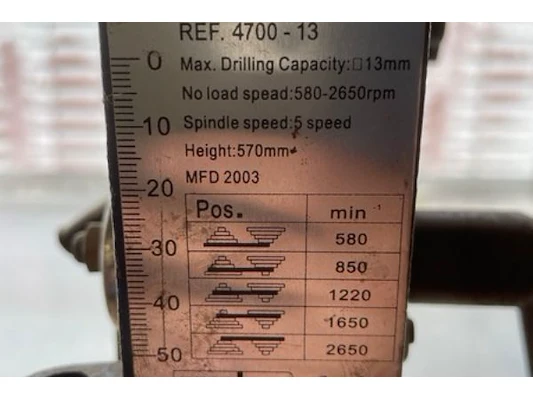 REF. 4700 - 13
Max. Drilling Capacity:□13mm
No load spead:580-2650rpm
Spindle speed:5 speed
Height:570mm
MFD 2003
0
10
20
30
40
50
Pos. min
580
850
1220
1650
2650